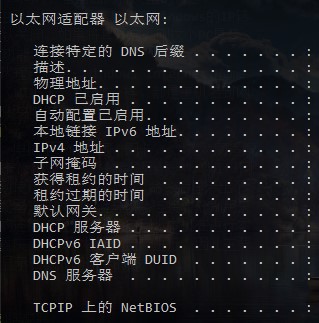 以太网适配器 以太网:
连接特定的 DNS 后缀 . . . . . . . :
描述. . . . . . . . . . . . . . . :
物理地址. . . . . . . . . . . . . :
DHCP 已启用 . . . . . . . . . . . :
自动配置已启用. . . . . . . . . . :
本地链接 IPv6 地址. . . . . . . . :
IPv4 地址 . . . . . . . . . . . . :
子网掩码 . . . . . . . . . . . . :
获得租约的时间 . . . . . . . . . :
租约过期的时间 . . . . . . . . . :
默认网关. . . . . . . . . . . . . :
DHCP 服务器 . . . . . . . . . . . :
DHCPv6 IAID . . . . . . . . . . . :
DHCPv6 客户端 DUID . . . . . . . :
DNS 服务器 . . . . . . . . . . . :
TCPIP 上的 NetBIOS . . . . . . . :